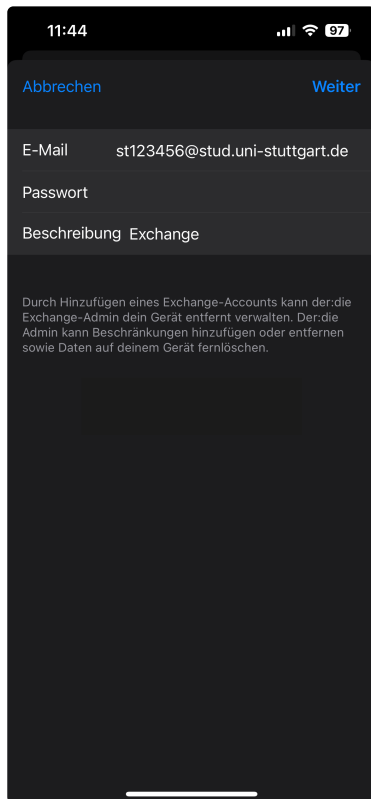 11:44
97
Abbrechen Weiter
E-Mail st123456@stud.uni-stuttgart.de
Passwort
Beschreibung Exchange
Durch Hinzufügen eines Exchange-Accounts kann der:die
Exchange-Admin dein Gerät entfernt verwalten. Der:die
Admin kann Beschränkungen hinzufügen oder entfernen
sowie Daten auf deinem Gerät fernlöschen.